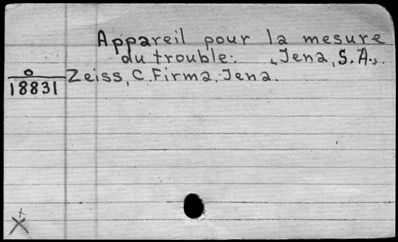 Appareil pour la mesure
du trouble. "Jena, S.A.".
o
18831
Zeiss, C. Firma. Jena.
x
X